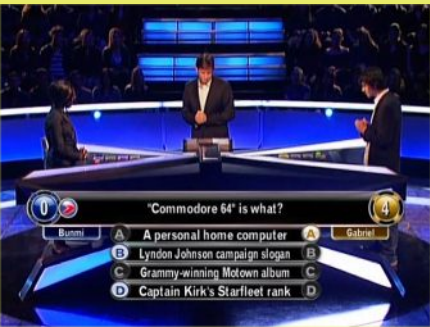 0
"Commodore 64" is what?
4
Bunmi
Gabriel
A A personal home computer A
B Lyndon Johnson campaign slogan B
C Grammy-winning Motown album C
D Captain Kirk's Starfleet rank D